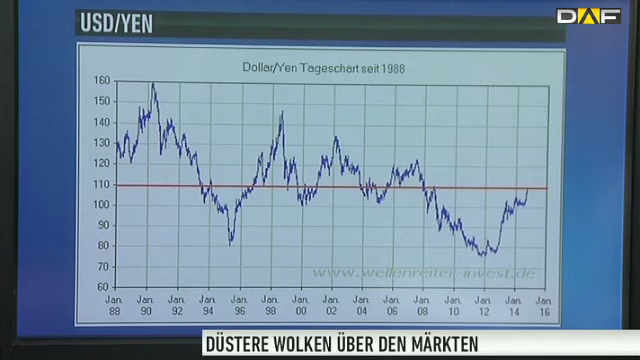 USD/YEN
DAF
Dollar/Yen Tageschart seit 1988
160
150
140
130
120
110
100
90
80
70
60
www.wellenreiter-invest.de
Jan. Jan. Jan. Jan. Jan. Jan. Jan. Jan. Jan. Jan. Jan. Jan. Jan. Jan. Jan.
88 90 92 94 96 98 00 02 04 06 08 10 12 14 16
DÜSTERE WOLKEN ÜBER DEN MÄRKTEN